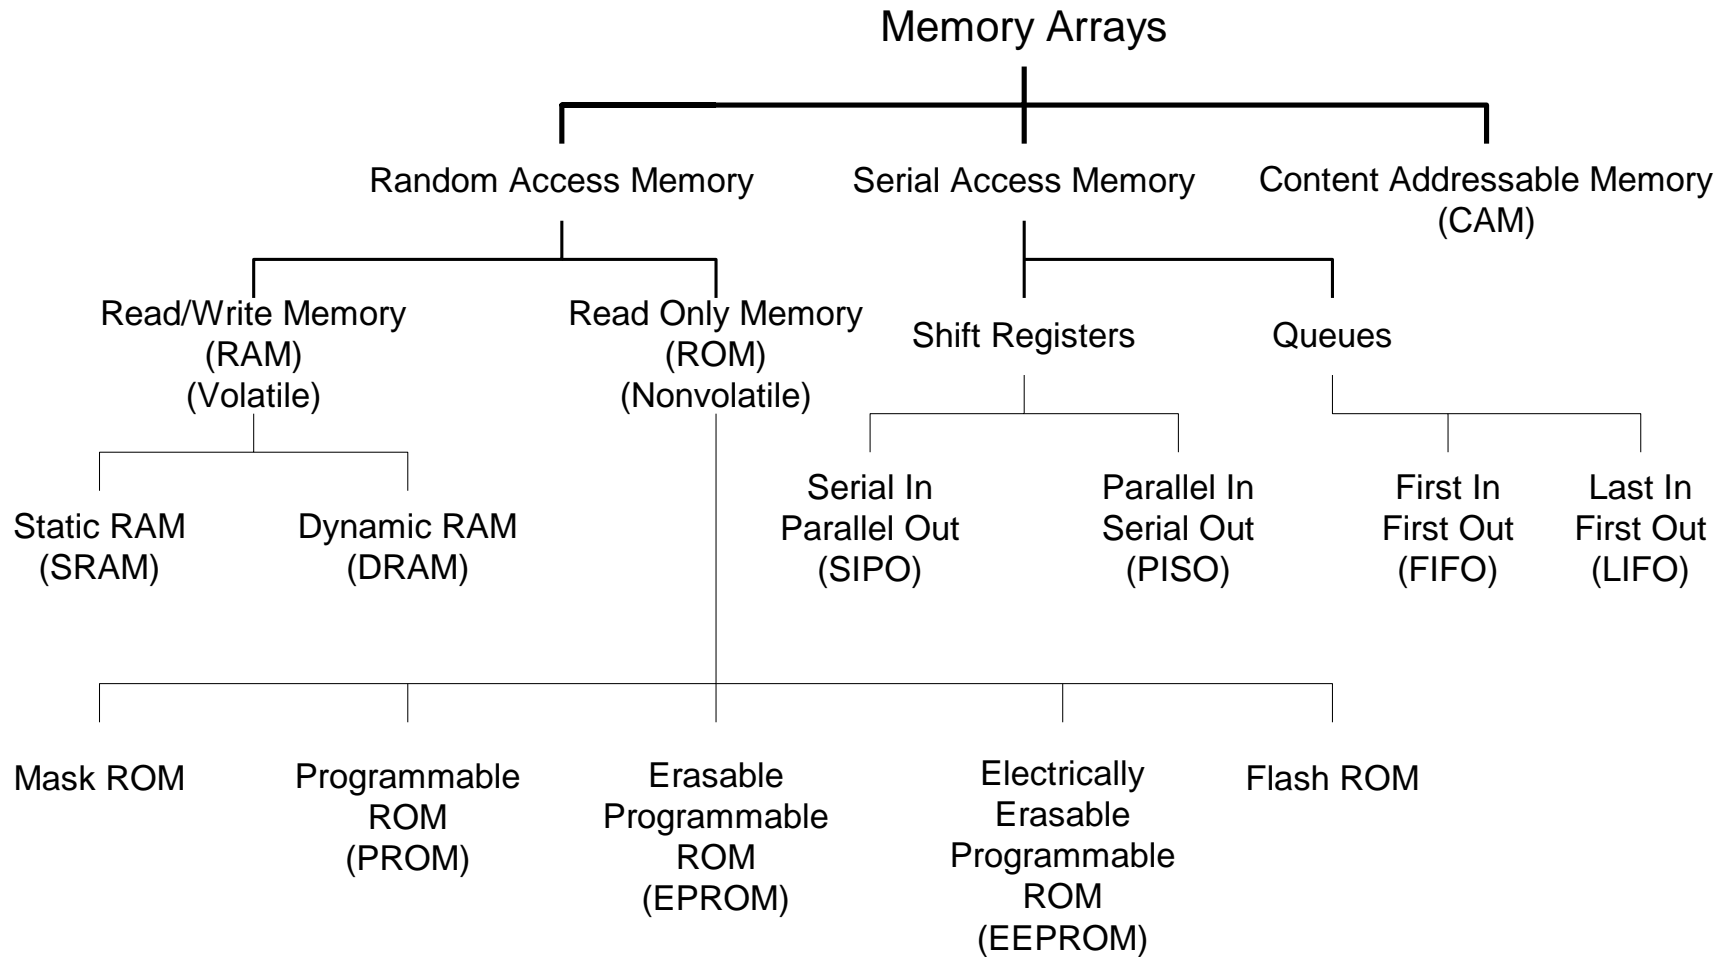 Memory Arrays
Random Access Memory
Serial Access Memory
Content Addressable Memory
(CAM)
Read/Write Memory
(RAM)
(Volatile)
Read Only Memory
(ROM)
(Nonvolatile)
Shift Registers
Queues
Static RAM
(SRAM)
Dynamic RAM
(DRAM)
Serial In
Parallel Out
(SIPO)
Parallel In
Serial Out
(PISO)
First In
First Out
(FIFO)
Last In
First Out
(LIFO)
Mask ROM
Programmable
ROM
(PROM)
Erasable
Programmable
ROM
(EPROM)
Electrically
Erasable
Programmable
ROM
(EEPROM)
Flash ROM